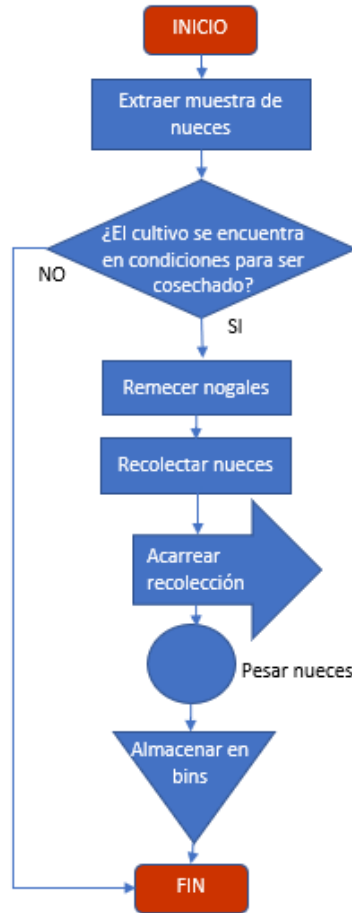 INICIO
Extraer muestra de
nueces
¿El cultivo se encuentra
en condiciones para ser
cosechado?
NO
SI
Remecer nogales
Recolectar nueces
Acarrear
recolección
Pesar nueces
Almacenar en
bins
FIN